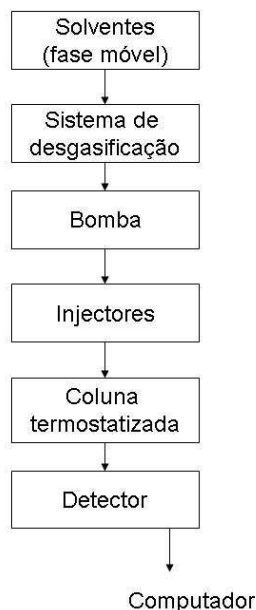 Solventes
(fase móvel)
Sistema de
desgasificação
Bomba
Injectores
Coluna
termostatizada
Detector
Computador